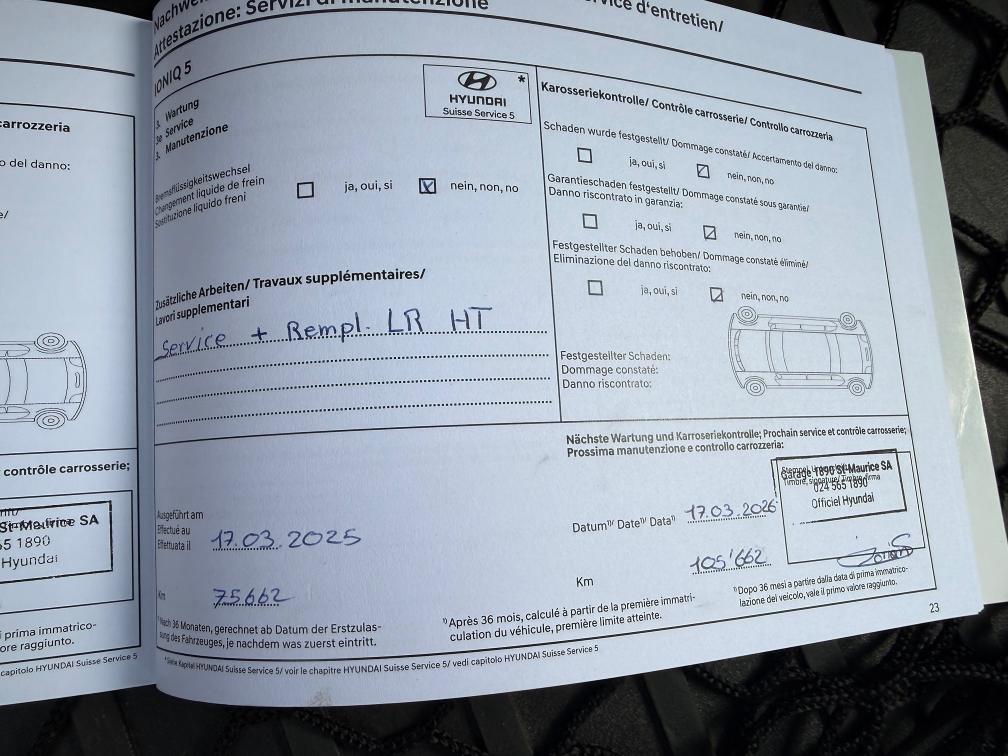 Attestazione: Servizi di manutenzione
service d'entretien/
IONIQ 5
3. Wartung
3e Service
3. Manutenzione
HYUNDAI *
Suisse Service 5
Bremsflüssigkeitswechsel
Changement liquide de frein
Sostituzione liquido freni
ja, oui, si
nein, non, no
Zusätzliche Arbeiten/ Travaux supplémentaires/
Lavori supplementari
Service + Rempl. LR HT
Karosseriekontrolle/ Contrôle carrosserie/ Controllo carrozzeria
Schaden wurde festgestellt/ Dommage constaté/ Accertamento del danno:
ja, oui, si
nein, non, no
Garantieschaden festgestellt/ Dommage constaté sous garantie/
Danno riscontrato in garanzia:
ja, oui, si
nein, non, no
Festgestellter Schaden behoben/ Dommage constaté éliminé/
Eliminazione del danno riscontrato:
ja, oui, si
nein, non, no
Festgestellter Schaden:
Dommage constaté:
Danno riscontrato:
Ausgeführt am
Effectué au
Effettuata il
17.03.2025
Km
75662
Nächste Wartung und Karroseriekontrolle; Prochain service et contrôle carrosserie;
Prossima manutenzione e controllo carrozzeria:
Datum¹⁾/ Date¹⁾/ Data¹⁾
17.03.2026
Km
105'662
Garage 1890 St-Maurice SA
024 565 1890
Officiel Hyundai
¹⁾Nach 36 Monaten, gerechnet ab Datum der Erstzulas-
sung des Fahrzeuges, je nachdem was zuerst eintritt.
¹⁾Après 36 mois, calculé à partir de la première immatri-
culation du véhicule, première limite atteinte.
¹⁾Dopo 36 mesi a partire dalla data di prima immatrico-
lazione del veicolo, vale il primo valore raggiunto.
*Siehe Kapitel HYUNDAI Suisse Service 5/ voir le chapitre HYUNDAI Suisse Service 5/ vedi capitolo HYUNDAI Suisse Service 5
23
carrozzeria
o del danno:
contrôle carrosserie;
St-Maurice SA
65 1890
Hyundai
i prima immatrico-
ore raggiunto.
capitolo HYUNDAI Suisse Service 5